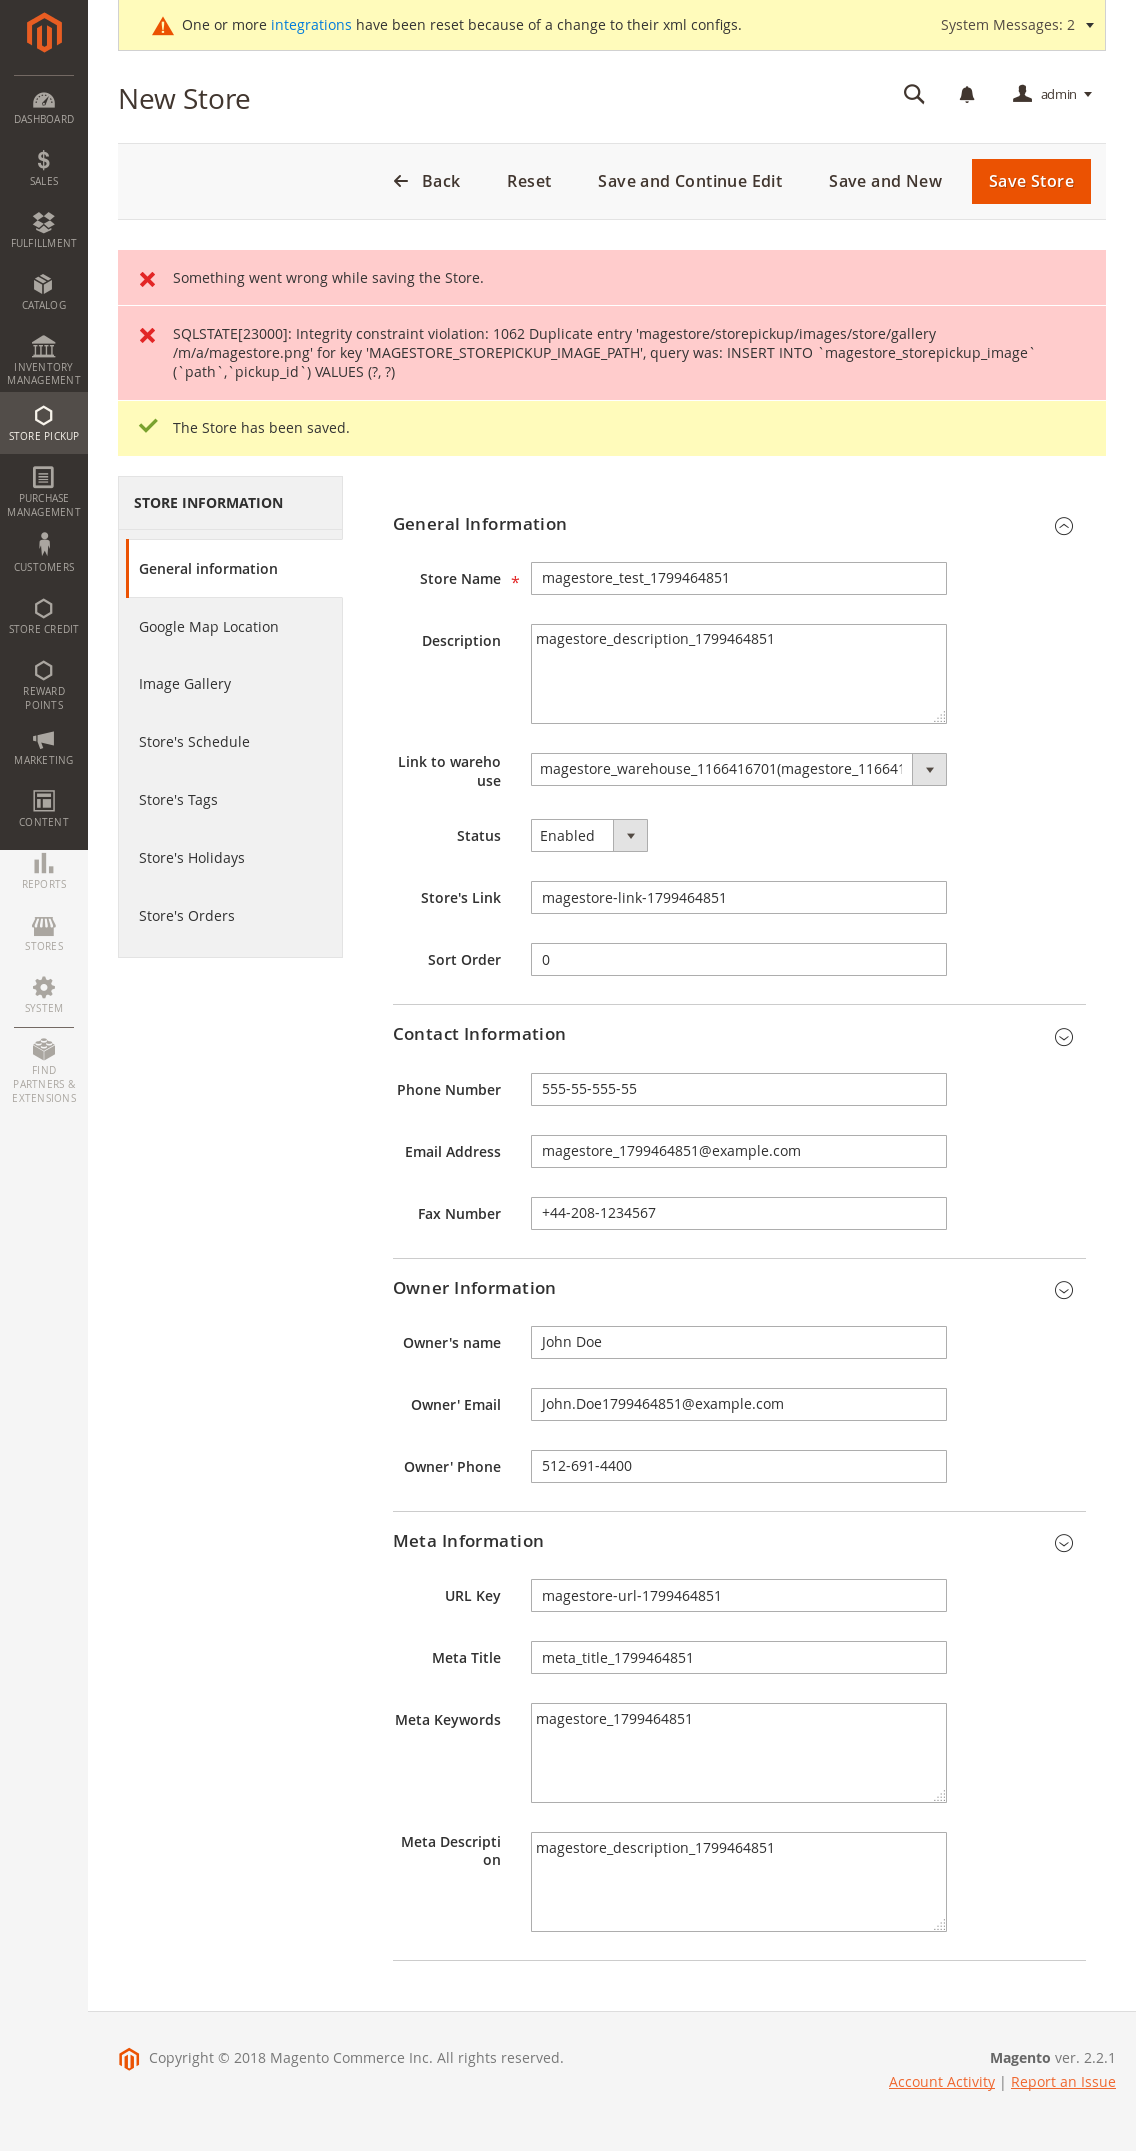 One or more integrations have been reset because of a change to their xml configs.
System Messages: 2
New Store
admin
Back
Reset
Save and Continue Edit
Save and New
Save Store
Something went wrong while saving the Store.
SQLSTATE[23000]: Integrity constraint violation: 1062 Duplicate entry 'magestore/storepickup/images/store/gallery
/m/a/magestore.png' for key 'MAGESTORE_STOREPICKUP_IMAGE_PATH', query was: INSERT INTO `magestore_storepickup_image`
(`path`,`pickup_id`) VALUES (?, ?)
The Store has been saved.
DASHBOARD
SALES
FULFILLMENT
CATALOG
INVENTORY
MANAGEMENT
STORE PICKUP
PURCHASE
MANAGEMENT
CUSTOMERS
STORE CREDIT
REWARD
POINTS
MARKETING
CONTENT
REPORTS
STORES
SYSTEM
FIND
PARTNERS &
EXTENSIONS
STORE INFORMATION
General information
Google Map Location
Image Gallery
Store's Schedule
Store's Tags
Store's Holidays
Store's Orders
General Information
Store Name *
magestore_test_1799464851
Description
magestore_description_1799464851
Link to wareho
use
magestore_warehouse_1166416701(magestore_116641
Status
Enabled
Store's Link
magestore-link-1799464851
Sort Order
0
Contact Information
Phone Number
555-55-555-55
Email Address
magestore_1799464851@example.com
Fax Number
+44-208-1234567
Owner Information
Owner's name
John Doe
Owner' Email
John.Doe1799464851@example.com
Owner' Phone
512-691-4400
Meta Information
URL Key
magestore-url-1799464851
Meta Title
meta_title_1799464851
Meta Keywords
magestore_1799464851
Meta Descripti
on
magestore_description_1799464851
Copyright © 2018 Magento Commerce Inc. All rights reserved.
Magento ver. 2.2.1
Account Activity | Report an Issue